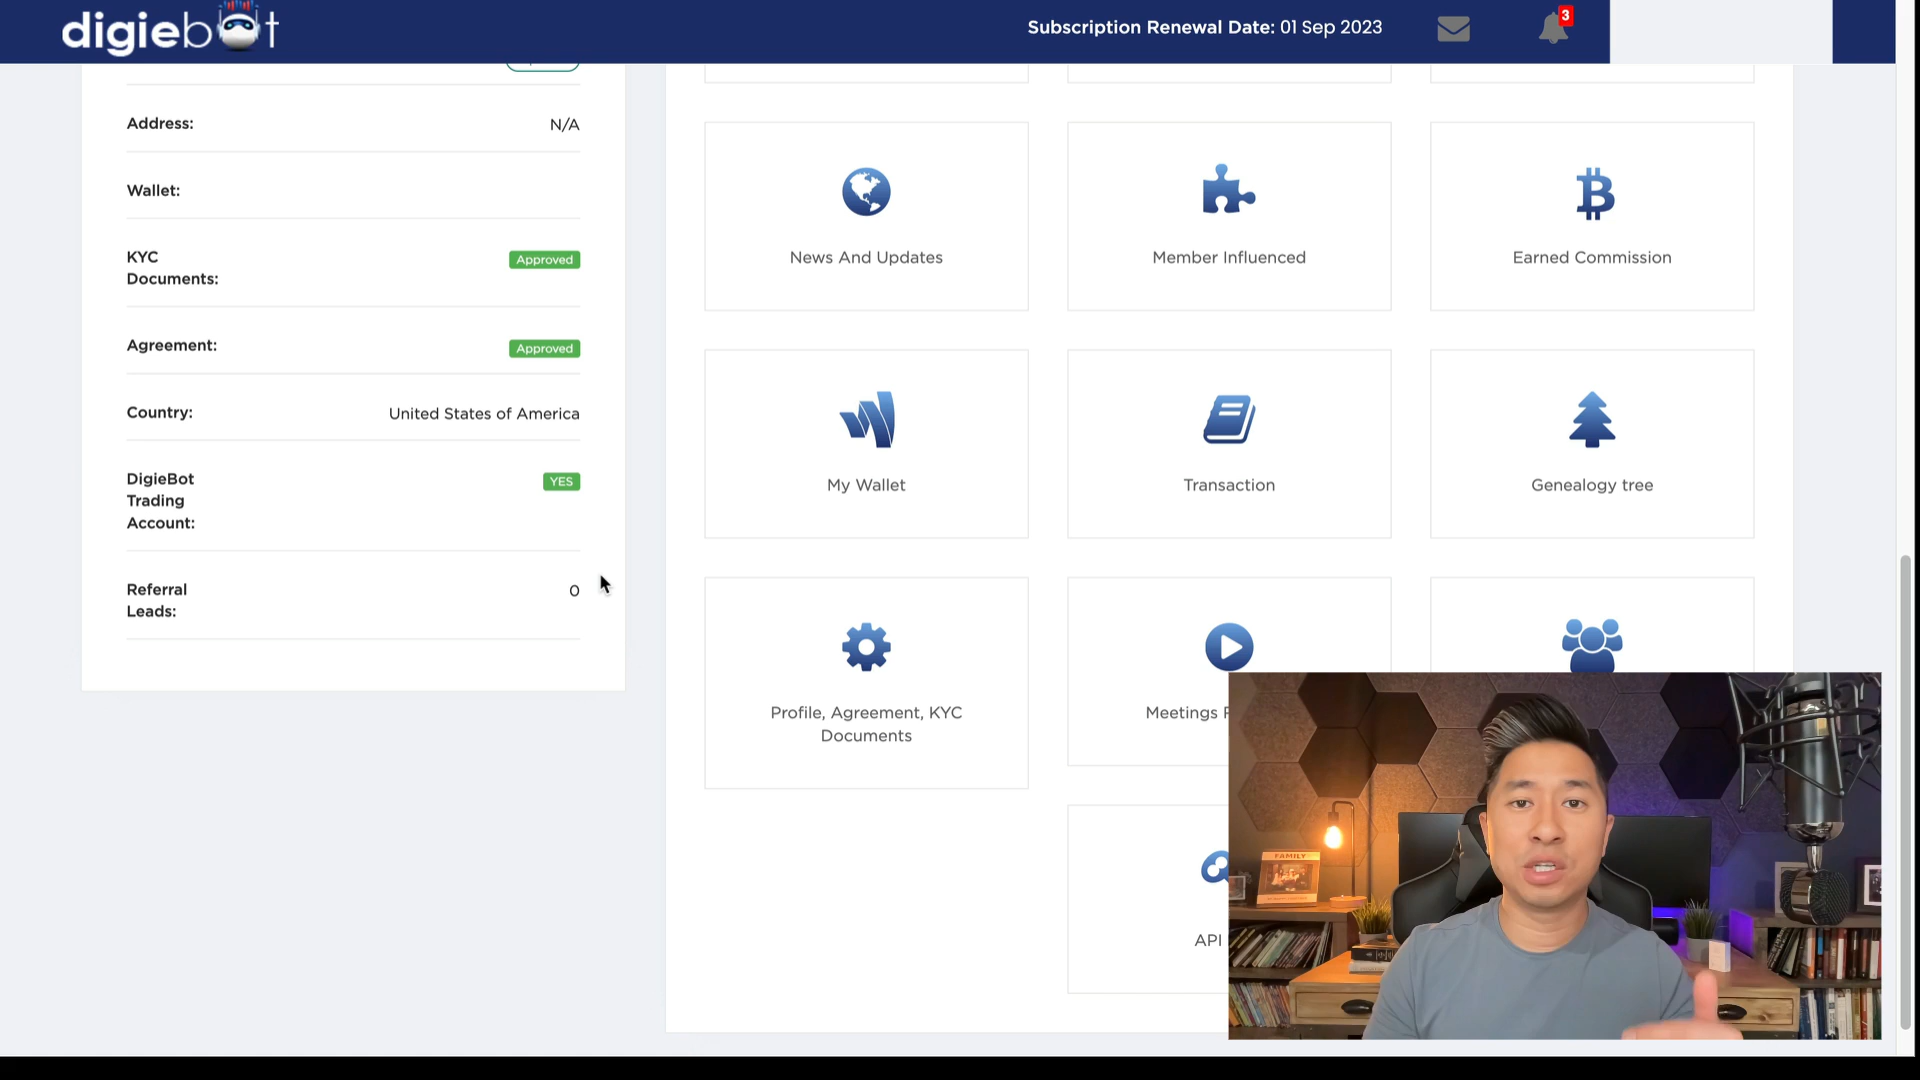 digiebot
Subscription Renewal Date: 01 Sep 2023
3
Address:
N/A
Wallet:
KYC
Documents:
Approved
Agreement:
Approved
Country:
United States of America
DigieBot
Trading
Account:
YES
Referral
Leads:
0
News And Updates
Member Influenced
Earned Commission
My Wallet
Transaction
Genealogy tree
Profile, Agreement, KYC
Documents
Meetings
API
FAMILY